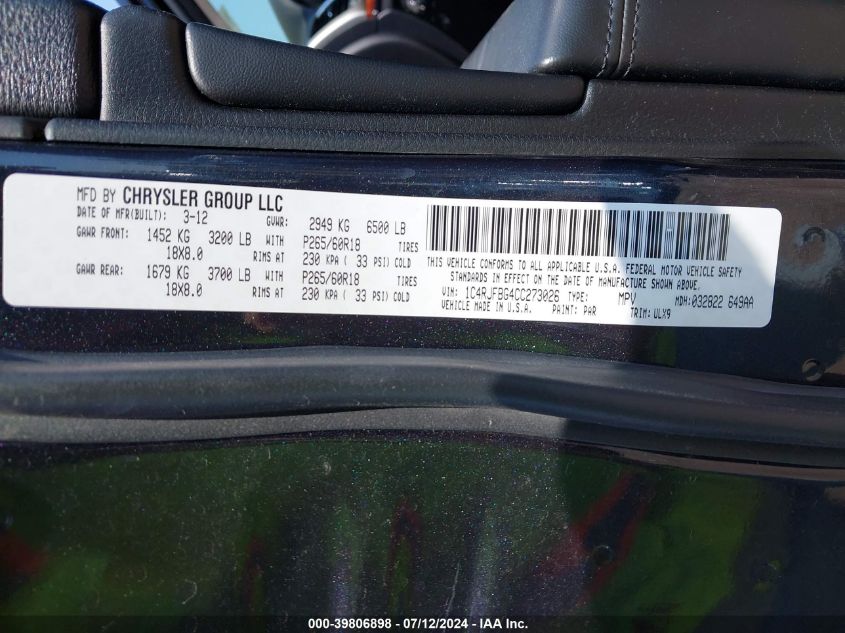 MFD BY CHRYSLER GROUP LLC
DATE OF MFR(BUILT): 3-12 GVWR: 2949 KG 6500 LB
GAWR FRONT: 1452 KG 3200 LB WITH P265/60R18 TIRES
18X8.0 RIMS AT 230 KPA ( 33 PSI) COLD
GAWR REAR: 1679 KG 3700 LB WITH P265/60R18 TIRES
18X8.0 RIMS AT 230 KPA ( 33 PSI) COLD
THIS VEHICLE CONFORMS TO ALL APPLICABLE U.S.A. FEDERAL MOTOR VEHICLE SAFETY
STANDARDS IN EFFECT ON THE DATE OF MANUFACTURE SHOWN ABOVE.
VIN: 1C4RJFBG4CC273026 TYPE: MPV MDH:032822 649AA
VEHICLE MADE IN U.S.A. PAINT: PAR TRIM: ULX9
000-39806898 - 07/12/2024 - IAA Inc.